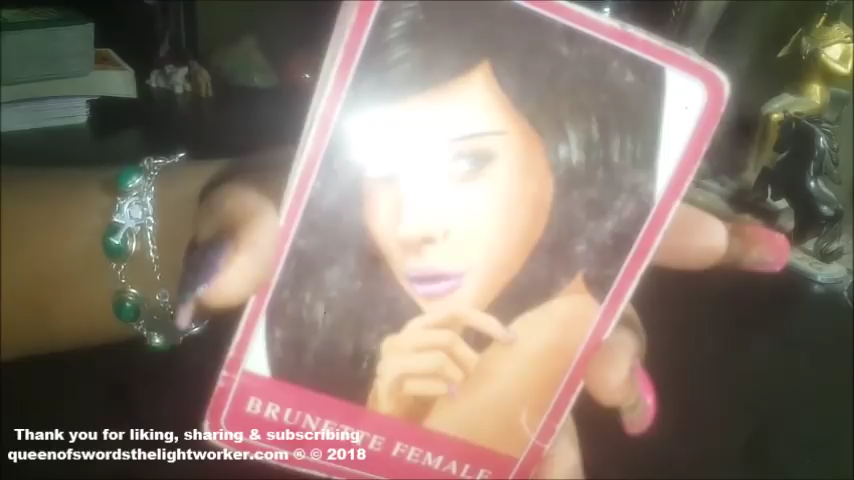 BRUNETTE FEMALE
Thank you for liking, sharing & subscribing
queenofswordsthelightworker.com ® © 2018